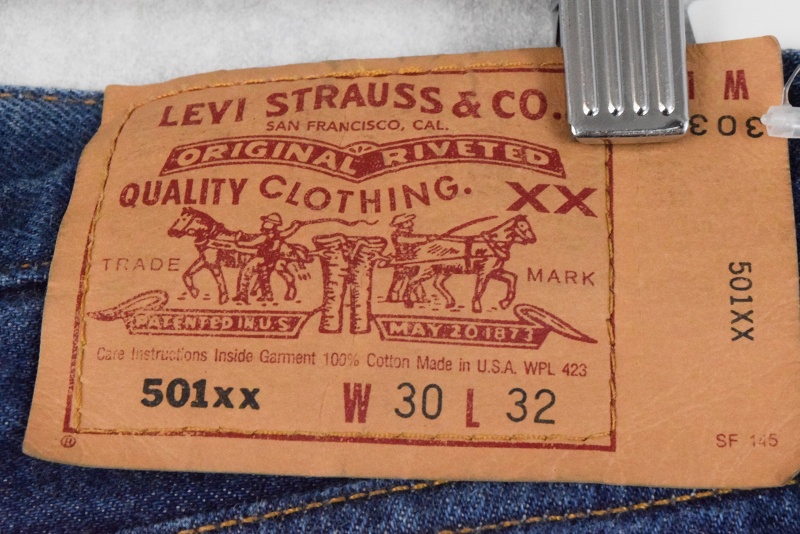 LEVI STRAUSS & CO.
SAN FRANCISCO, CAL.
ORIGINAL RIVETED
QUALITY CLOTHING. XX
TRADE MARK
PATENTED IN U.S
MAY 20 1873
Care Instructions Inside Garment 100% Cotton Made in U.S.A. WPL 423
501xx W 30 L 32
®
W
30
501XX
SF 145